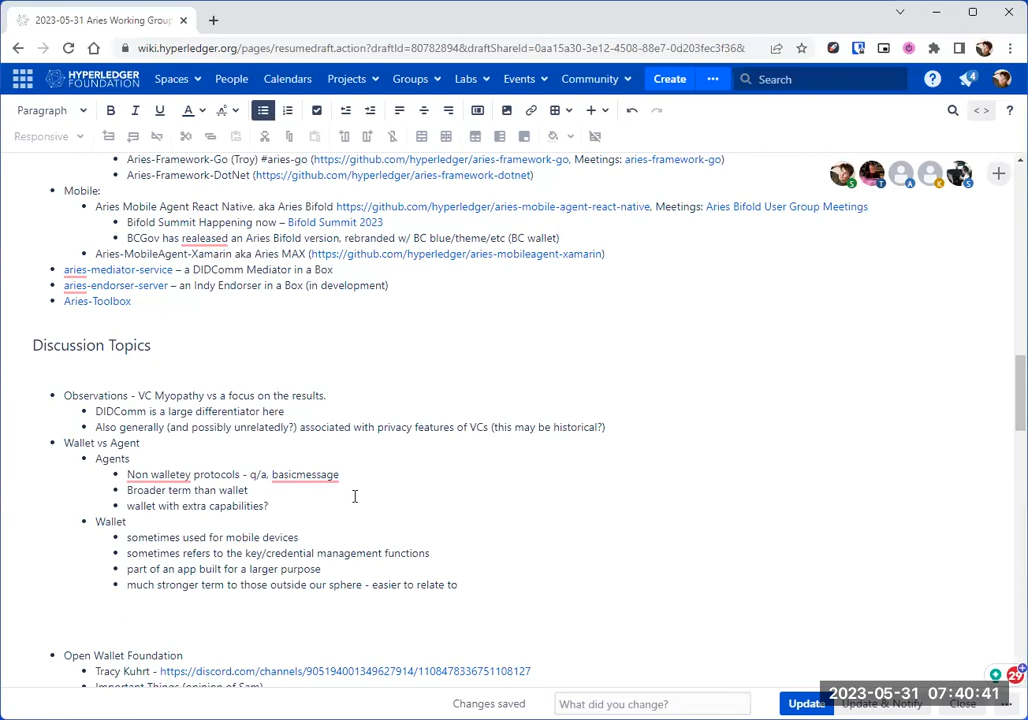 2023-05-31 Aries Working Group
wiki.hyperledger.org/pages/resumedraft.action?draftId=80782894&draftShareId=0aa15a30-3e12-4508-88e7-0d203fec3f36&
HYPERLEDGER FOUNDATION Spaces People Calendars Projects Groups Labs Events Community Create Search 4
Paragraph B I U A < > ?
Responsive
Aries-Framework-Go (Troy) #aries-go (https://github.com/hyperledger/aries-framework-go, Meetings: aries-framework-go)
Aries-Framework-DotNet (https://github.com/hyperledger/aries-framework-dotnet)
Mobile:
Aries Mobile Agent React Native, aka Aries Bifold https://github.com/hyperledger/aries-mobile-agent-react-native, Meetings: Aries Bifold User Group Meetings
Bifold Summit Happening now – Bifold Summit 2023
BCGov has realeased an Aries Bifold version, rebranded w/ BC blue/theme/etc (BC wallet)
Aries-MobileAgent-Xamarin aka Aries MAX (https://github.com/hyperledger/aries-mobileagent-xamarin)
aries-mediator-service – a DIDComm Mediator in a Box
aries-endorser-server – an Indy Endorser in a Box (in development)
Aries-Toolbox
Discussion Topics
Observations - VC Myopathy vs a focus on the results.
DIDComm is a large differentiator here
Also generally (and possibly unrelatedly?) associated with privacy features of VCs (this may be historical?)
Wallet vs Agent
Agents
Non walletey protocols - q/a, basicmessage
Broader term than wallet
wallet with extra capabilities?
Wallet
sometimes used for mobile devices
sometimes refers to the key/credential management functions
part of an app built for a larger purpose
much stronger term to those outside our sphere - easier to relate to
Open Wallet Foundation
Tracy Kuhrt - https://discord.com/channels/905194001349627914/1108478336751108127
Important Things (opinion of Sam)
29
Changes saved What did you change? Update Update & Notify Close
2023-05-31 07:40:41